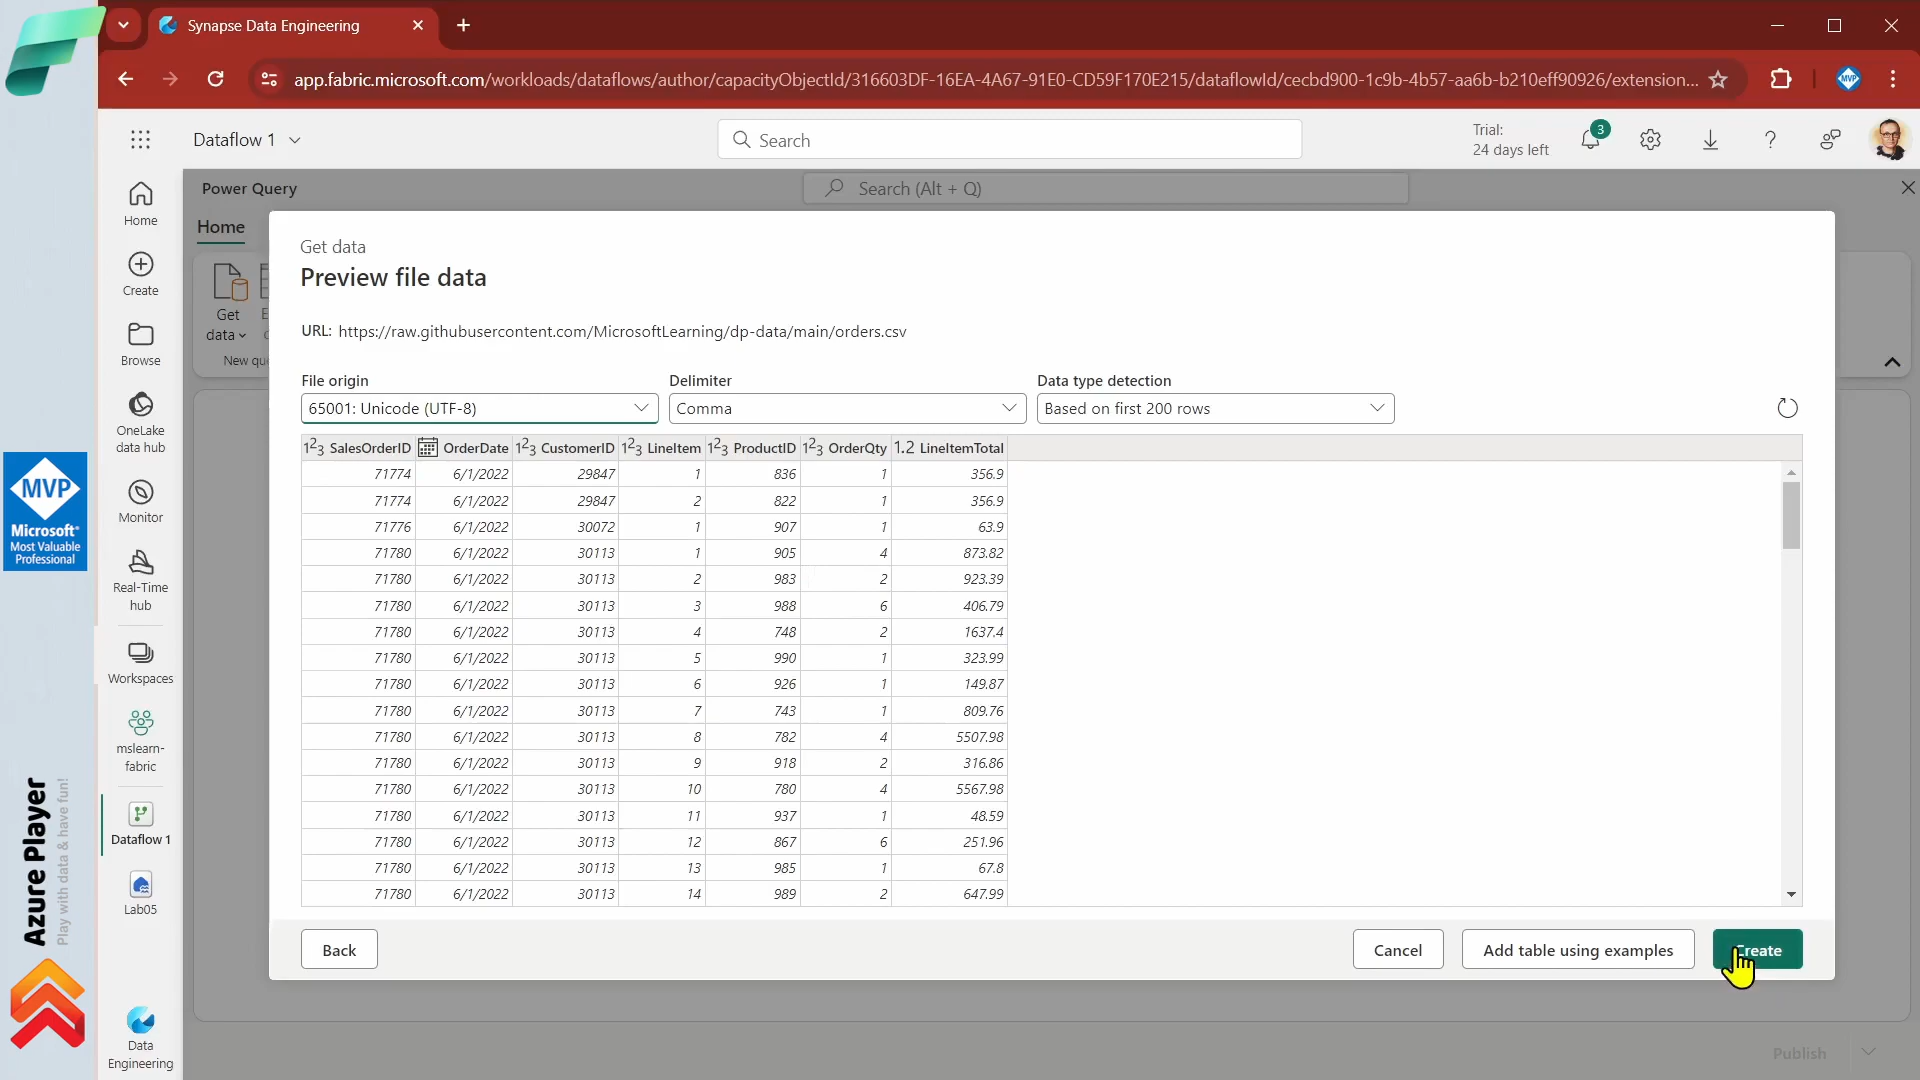 Synapse Data Engineering
app.fabric.microsoft.com/workloads/dataflows/author/capacityObjectId/316603DF-16EA-4A67-91E0-CD59F170E215/dataflowId/cecbd900-1c9b-4b57-aa6b-b210eff90926/extension...
Dataflow 1
Search
Trial:
24 days left
3
Power Query
Search (Alt + Q)
Home
Create
Browse
OneLake
data hub
Monitor
Real-Time
hub
Workspaces
mslearn-
fabric
Dataflow 1
Lab05
Data
Engineering
MVP
Microsoft®
Most Valuable
Professional
Azure Player
Play with data & have fun!
Home
Get
data
New qu
Get data
Preview file data
URL: https://raw.githubusercontent.com/MicrosoftLearning/dp-data/main/orders.csv
File origin Delimiter Data type detection
65001: Unicode (UTF-8) Comma Based on first 200 rows
1²3 SalesOrderID OrderDate 1²3 CustomerID 1²3 LineItem 1²3 ProductID 1²3 OrderQty 1.2 LineItemTotal
71774 6/1/2022 29847 1 836 1 356.9
71774 6/1/2022 29847 2 822 1 356.9
71776 6/1/2022 30072 1 907 1 63.9
71780 6/1/2022 30113 1 905 4 873.82
71780 6/1/2022 30113 2 983 2 923.39
71780 6/1/2022 30113 3 988 6 406.79
71780 6/1/2022 30113 4 748 2 1637.4
71780 6/1/2022 30113 5 990 1 323.99
71780 6/1/2022 30113 6 926 1 149.87
71780 6/1/2022 30113 7 743 1 809.76
71780 6/1/2022 30113 8 782 4 5507.98
71780 6/1/2022 30113 9 918 2 316.86
71780 6/1/2022 30113 10 780 4 5567.98
71780 6/1/2022 30113 11 937 1 48.59
71780 6/1/2022 30113 12 867 6 251.96
71780 6/1/2022 30113 13 985 1 67.8
71780 6/1/2022 30113 14 989 2 647.99
Back Cancel Add table using examples Create
Publish